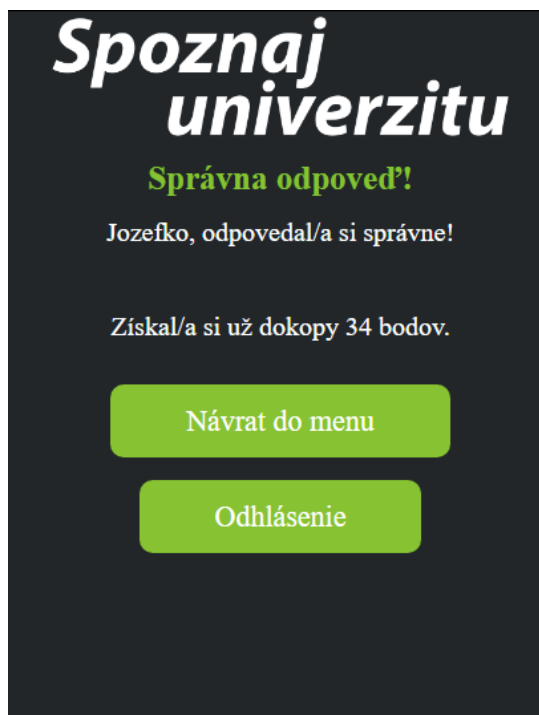 Spoznaj
univerzitu
Správna odpoveď!
Jozefko, odpovedal/a si správne!
Získal/a si už dokopy 34 bodov.
Návrat do menu
Odhlásenie